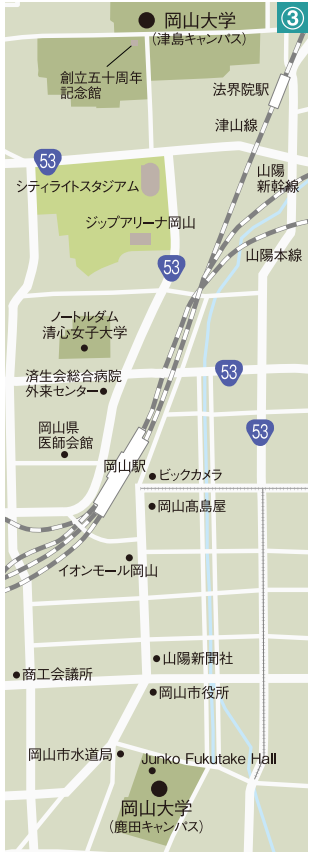 ③
岡山大学
(津島キャンパス)
創立五十周年
記念館
法界院駅
津山線
53
シティライトスタジアム
山陽
新幹線
ジップアリーナ岡山
山陽本線
53
ノートルダム
清心女子大学
済生会総合病院
外来センター
53
岡山県
医師会館
53
岡山駅
ビックカメラ
岡山髙島屋
イオンモール岡山
山陽新聞社
商工会議所
岡山市役所
岡山市水道局
Junko Fukutake Hall
岡山大学
(鹿田キャンパス)